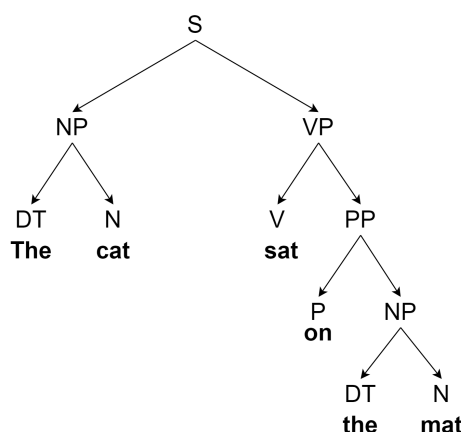 S
NP VP
DT N V PP
The cat sat
P NP
on
DT N
the mat